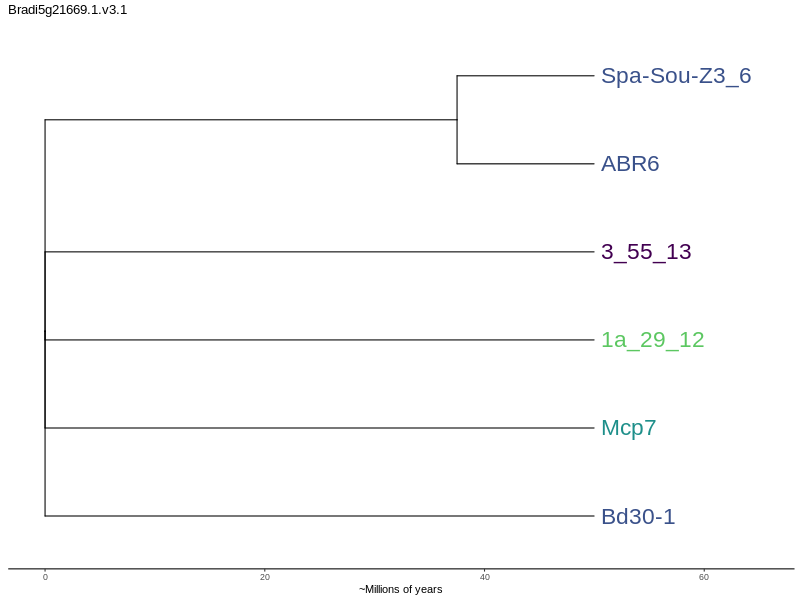 Bradi5g21669.1.v3.1
Spa-Sou-Z3_6
ABR6
3_55_13
1a_29_12
Mcp7
Bd30-1
0 20 40 60
~Millions of years